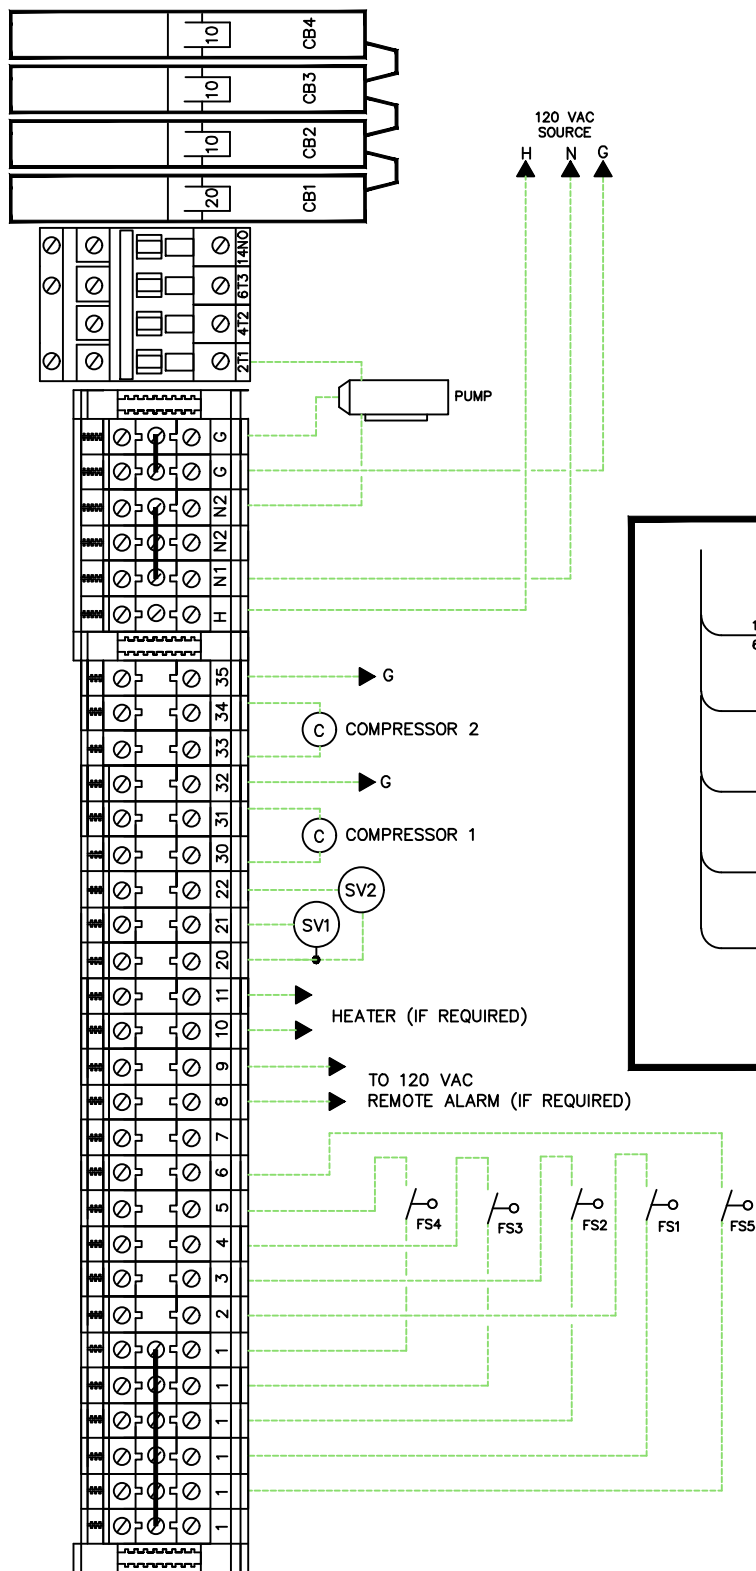 10 CB4
10 CB3
10 CB2
20 CB1
120 VAC
SOURCE
H N G
14NO
6T3
4T2
2T1
PUMP
G
G
N2
N2
N1
H
35 G
34
COMPRESSOR 2
C
33
32 G
31
COMPRESSOR 1
C
30
22 SV2
21 SV1
20
11
HEATER (IF REQUIRED)
10
9
TO 120 VAC
REMOTE ALARM (IF REQUIRED)
8
7
6
5
FS4 FS3 FS2 FS1 FS5
4
3
2
1
1
1
1
1
1